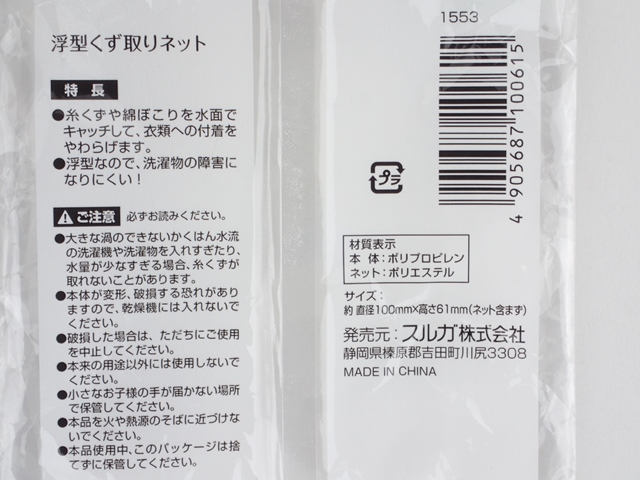 浮型くず取りネット
特長
●糸くずや綿ぼこりを水面で
キャッチして、衣類への付着を
やわらげます。
●浮型なので、洗濯物の障害に
なりにくい!
ご注意 必ずお読みください。
●大きな渦のできないかくはん水流
の洗濯機や洗濯物を入れすぎたり、
水量が少なすぎる場合、糸くずが
取れないことがあります。
●本体が変形、破損する恐れがあり
ますので、乾燥機には入れないで
ください。
●破損した場合は、ただちにご使用
を中止してください。
●本来の用途以外には使用しないで
ください。
●小さなお子様の手が届かない場所
で保管してください。
●本品を火や熱源のそばに近づけな
いでください。
●本品使用中、このパッケージは捨
てずに保管してください。
1553
4 905687 100615
プラ
材質表示
本 体:ポリプロピレン
ネット:ポリエステル
サイズ:
約 直径100mm×高さ61mm(ネット含まず)
発売元:スルガ株式会社
静岡県榛原郡吉田町川尻3308
MADE IN CHINA